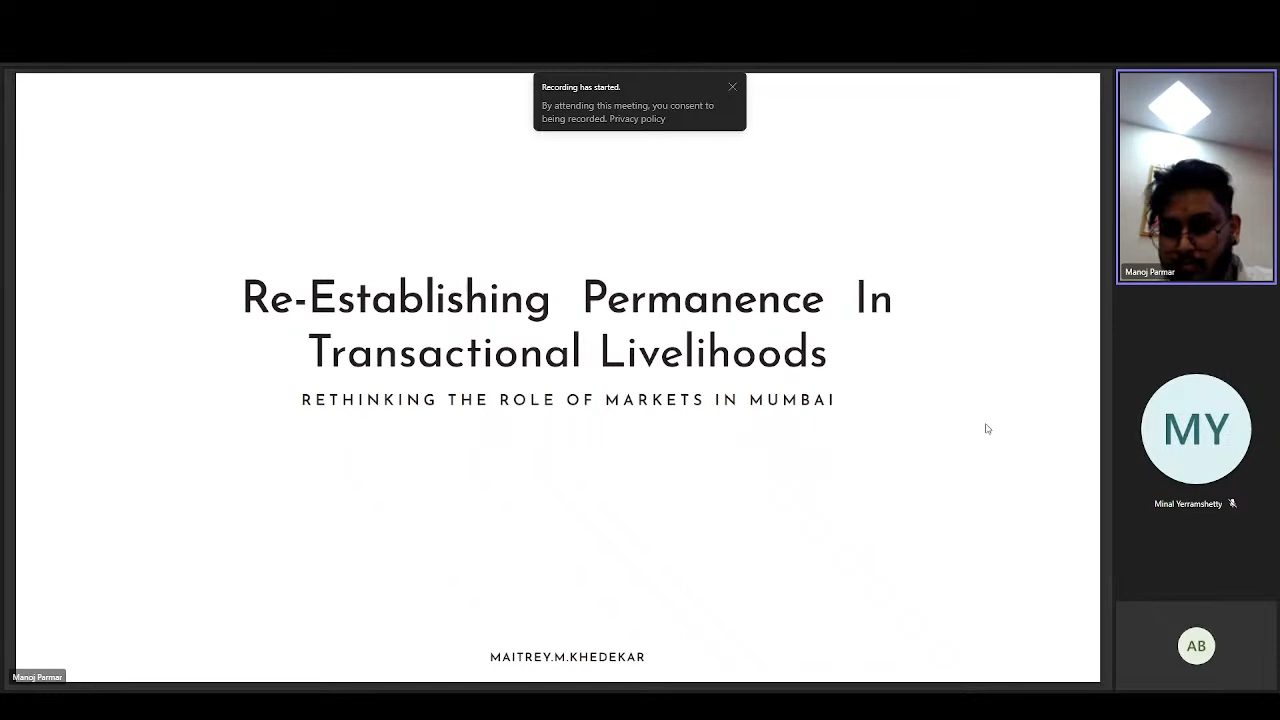 Recording has started.
By attending this meeting, you consent to
being recorded. Privacy policy
Re-Establishing Permanence In
Transactional Livelihoods
RETHINKING THE ROLE OF MARKETS IN MUMBAI
MAITREY.M.KHEDEKAR
Manoj Parmar
Manoj Parmar
MY
Minal Yerramshetty
AB